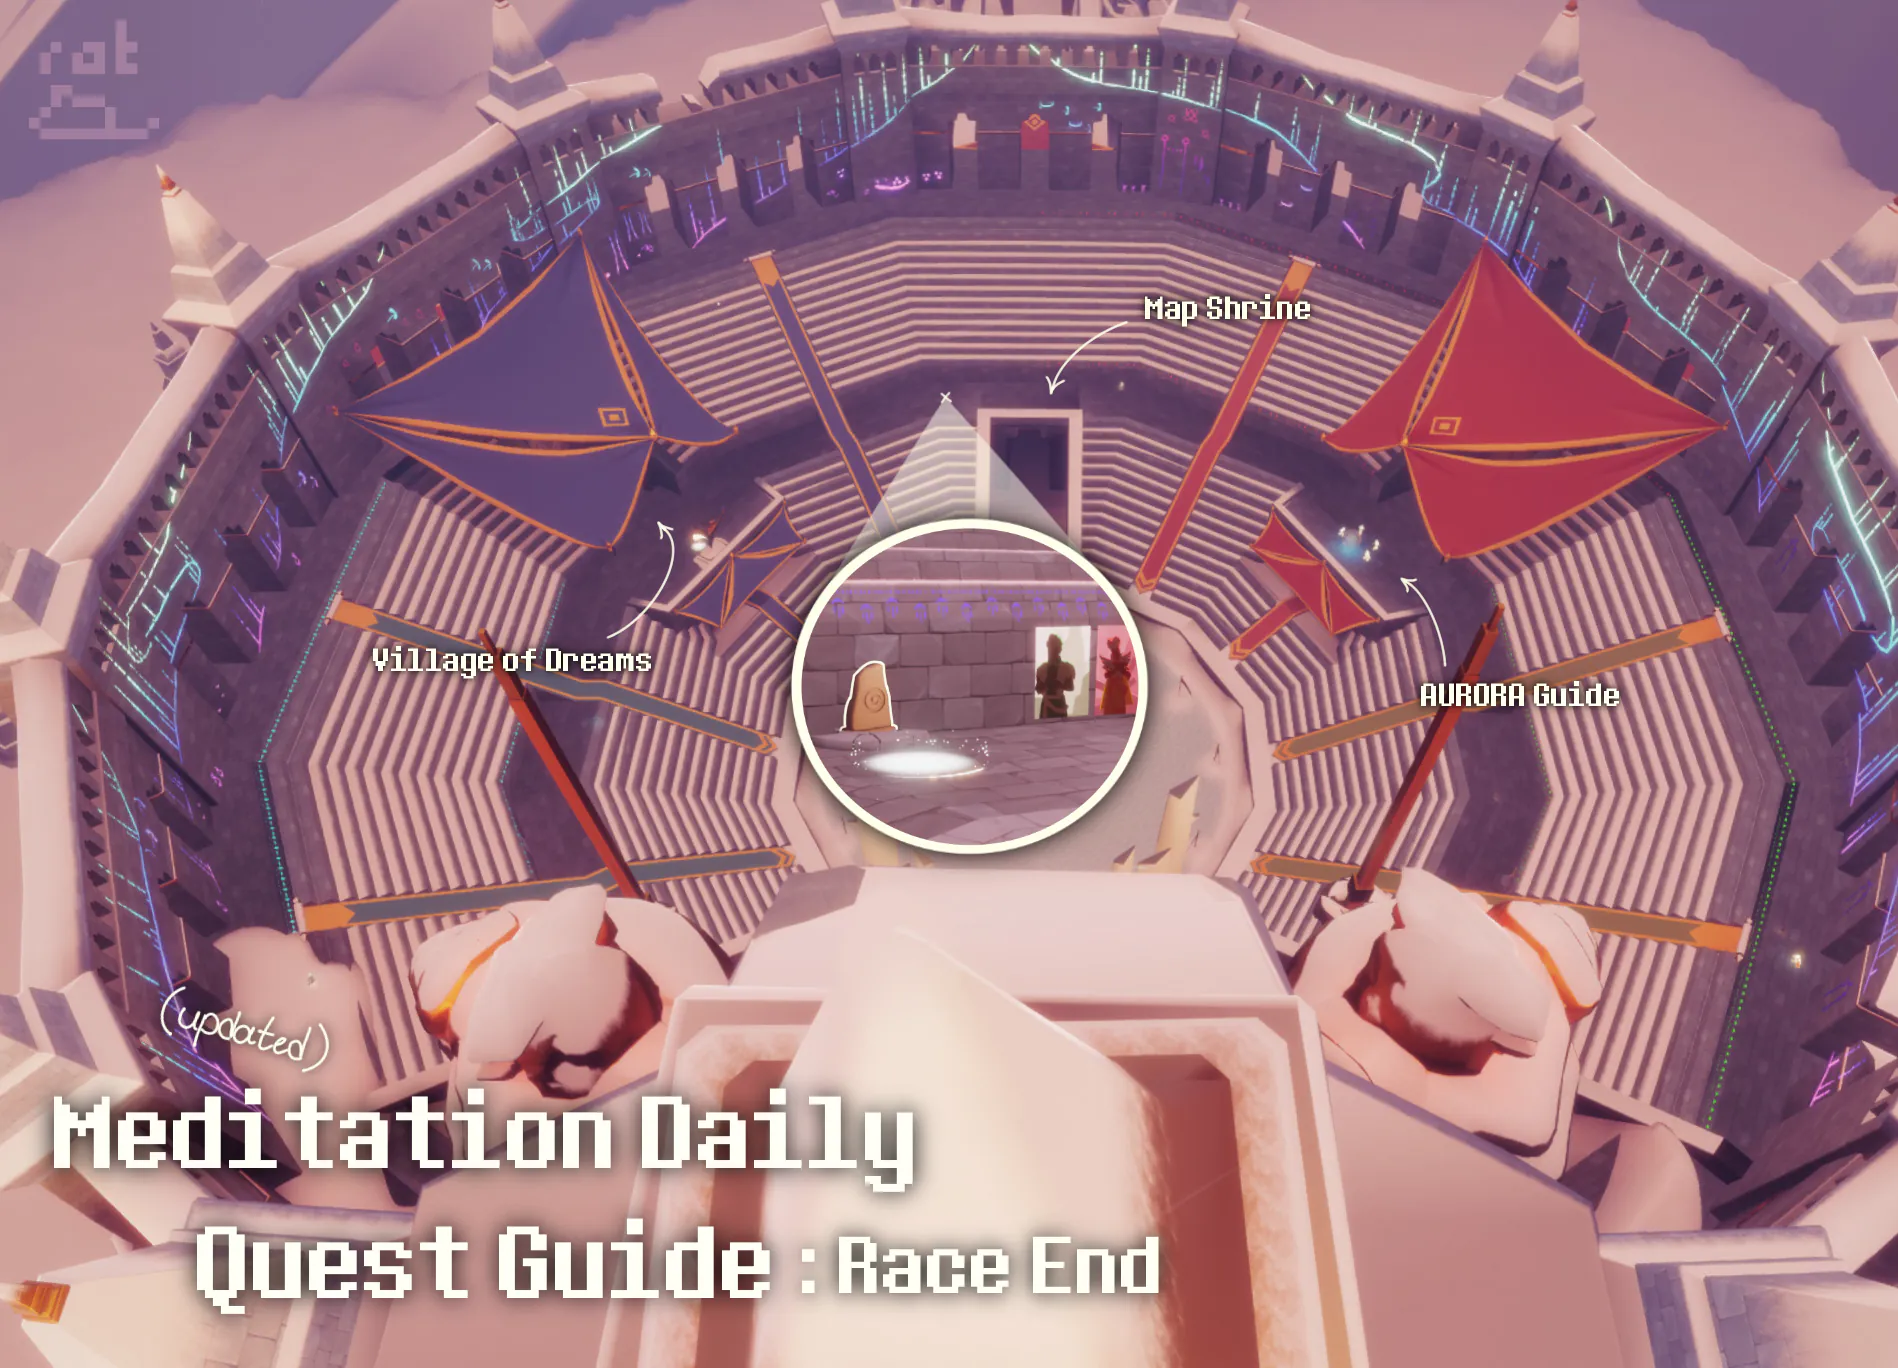 rat
Map Shrine
Village of Dreams
AURORA Guide
(updated)
Meditation Daily
Quest Guide : Race End